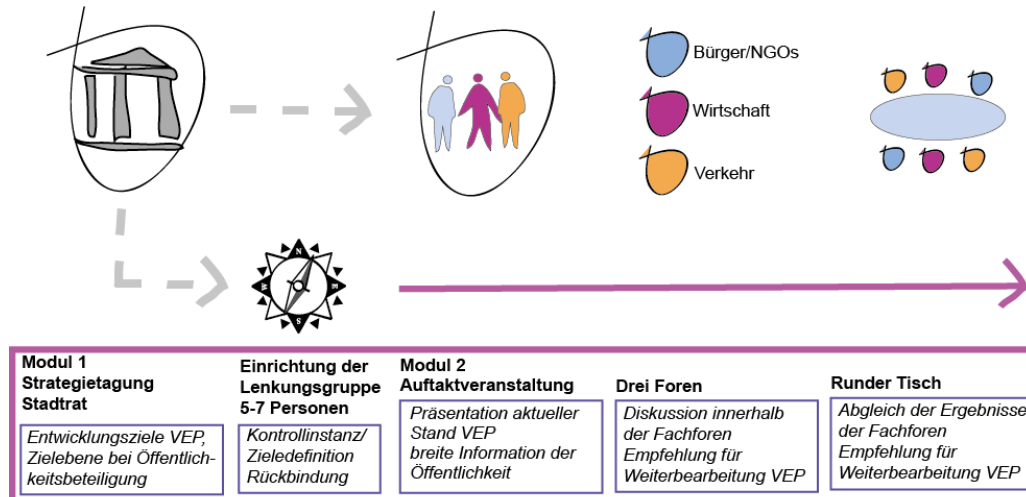 Bürger/NGOs
Wirtschaft
Verkehr
N
E
S
W
Modul 1
Strategietagung
Stadtrat
Entwicklungsziele VEP,
Zielebene bei Öffentlich-
keitsbeteiligung
Einrichtung der
Lenkungsgruppe
5-7 Personen
Kontrollinstanz/
Zieledefinition
Rückbindung
Modul 2
Auftaktveranstaltung
Präsentation aktueller
Stand VEP
breite Information der
Öffentlichkeit
Drei Foren
Diskussion innerhalb
der Fachforen
Empfehlung für
Weiterbearbeitung VEP
Runder Tisch
Abgleich der Ergebnisse
der Fachforen
Empfehlung für
Weiterbearbeitung VEP